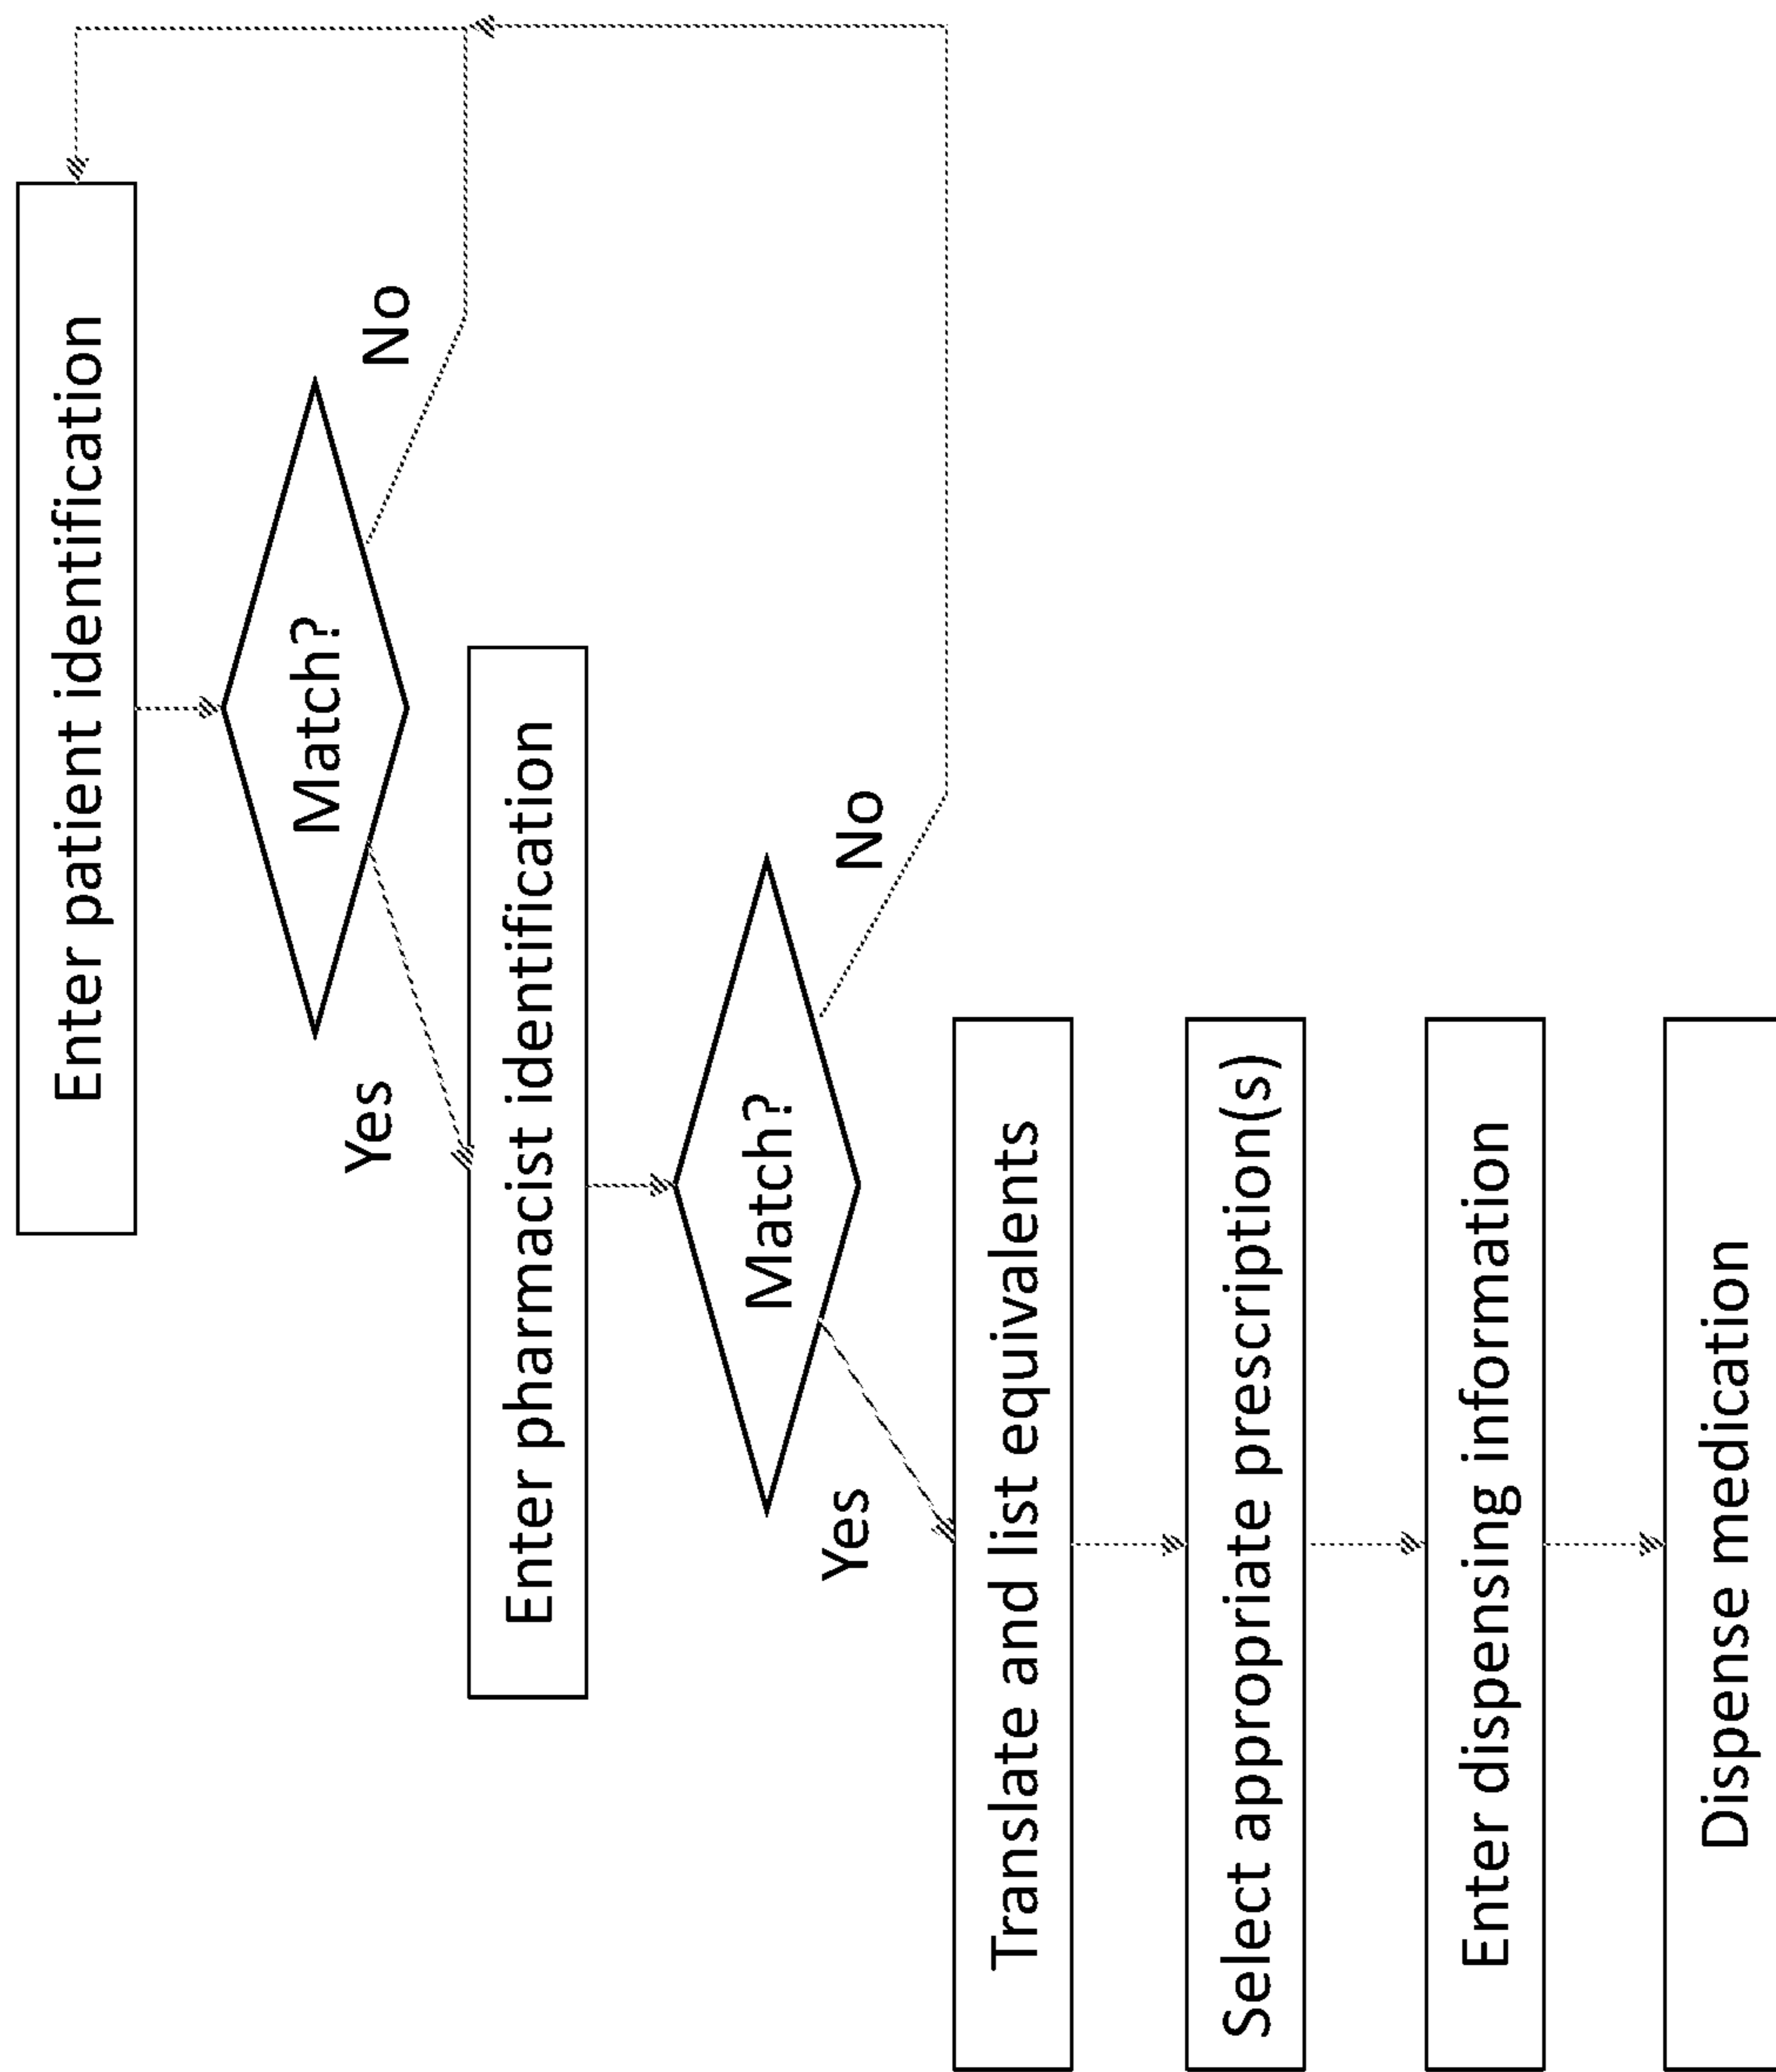 Enter patient identification
Match?
Yes
No
Enter pharmacist identification
Match?
Yes
No
Translate and list equivalents
Select appropriate prescription(s)
Enter dispensing information
Dispense medication